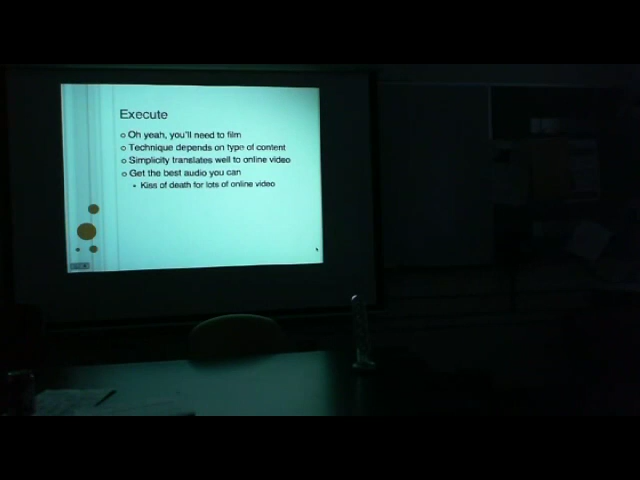 Execute
Oh yeah, you'll need to film
Technique depends on type of content
Simplicity translates well to online video
Get the best audio you can
Kiss of death for lots of online video